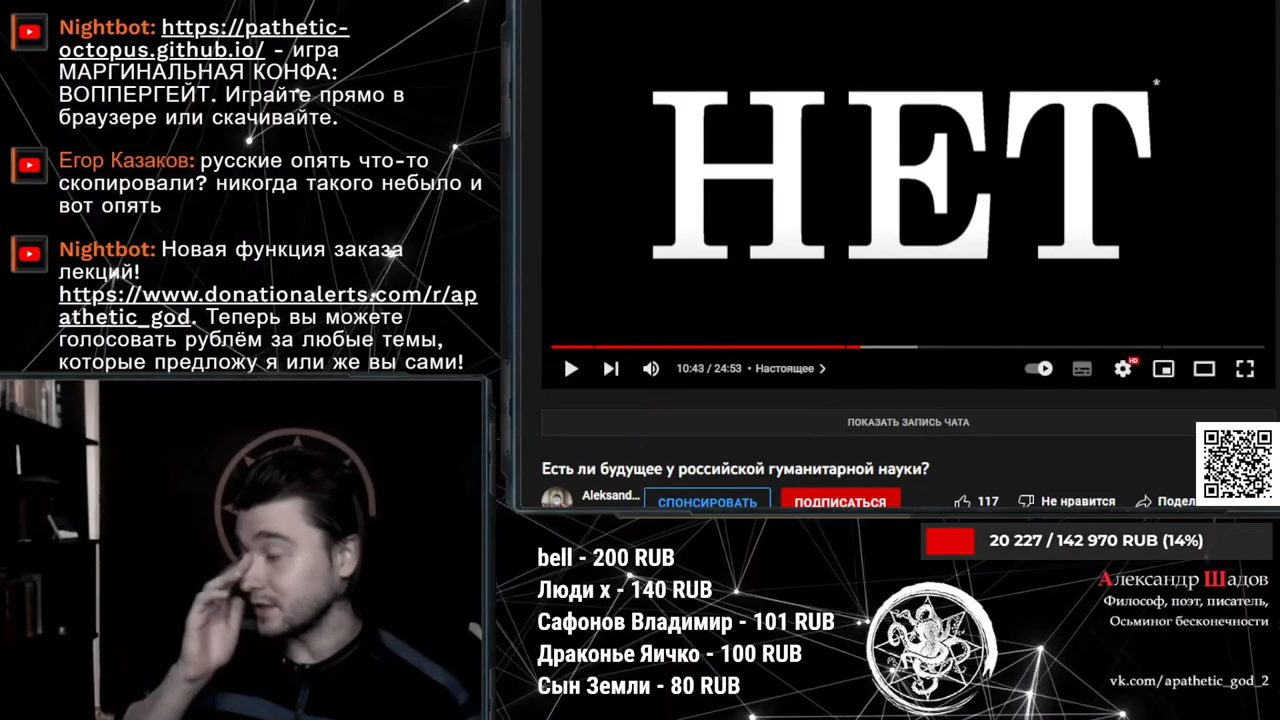 Nightbot: https://pathetic-
octopus.github.io/ - игра
МАРГИНАЛЬНАЯ КОНФА:
ВОППЕРГЕЙТ. Играйте прямо в
браузере или скачивайте.
Егор Казаков: русские опять что-то
скопировали? никогда такого небыло и
вот опять
Nightbot: Новая функция заказа
лекций!
https://www.donationalerts.com/r/ap
athetic_god. Теперь вы можете
голосовать рублём за любые темы,
которые предложу я или же вы сами!
НЕТ*
10:43 / 24:53 • Настоящее
HD
ПОКАЗАТЬ ЗАПИСЬ ЧАТА
Есть ли будущее у российской гуманитарной науки?
Aleksand...
СПОНСИРОВАТЬ
ПОДПИСАТЬСЯ
117
Не нравится
Подел
20 227 / 142 970 RUB (14%)
bell - 200 RUB
Люди х - 140 RUB
Сафонов Владимир - 101 RUB
Драконье Яичко - 100 RUB
Сын Земли - 80 RUB
Александр Шадов
Философ, поэт, писатель,
Осьминог бесконечности
vk.com/apathetic_god_2